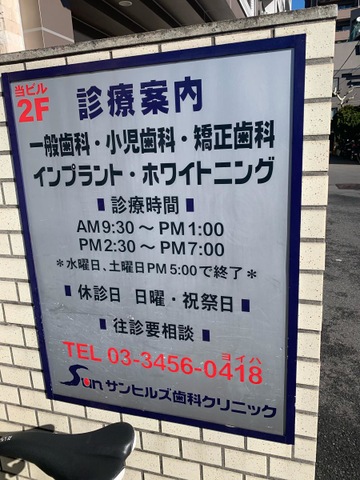 当ビル
2F
診療案内
一般歯科・小児歯科・矯正歯科
インプラント・ホワイトニング
診療時間
AM9:30～PM1:00
PM2:30～PM7:00
＊水曜日、土曜日PM5:00で終了＊
休診日 日曜・祝祭日
往診要相談
ヨイハ
TEL 03-3456-0418
Sun サンヒルズ歯科クリニック